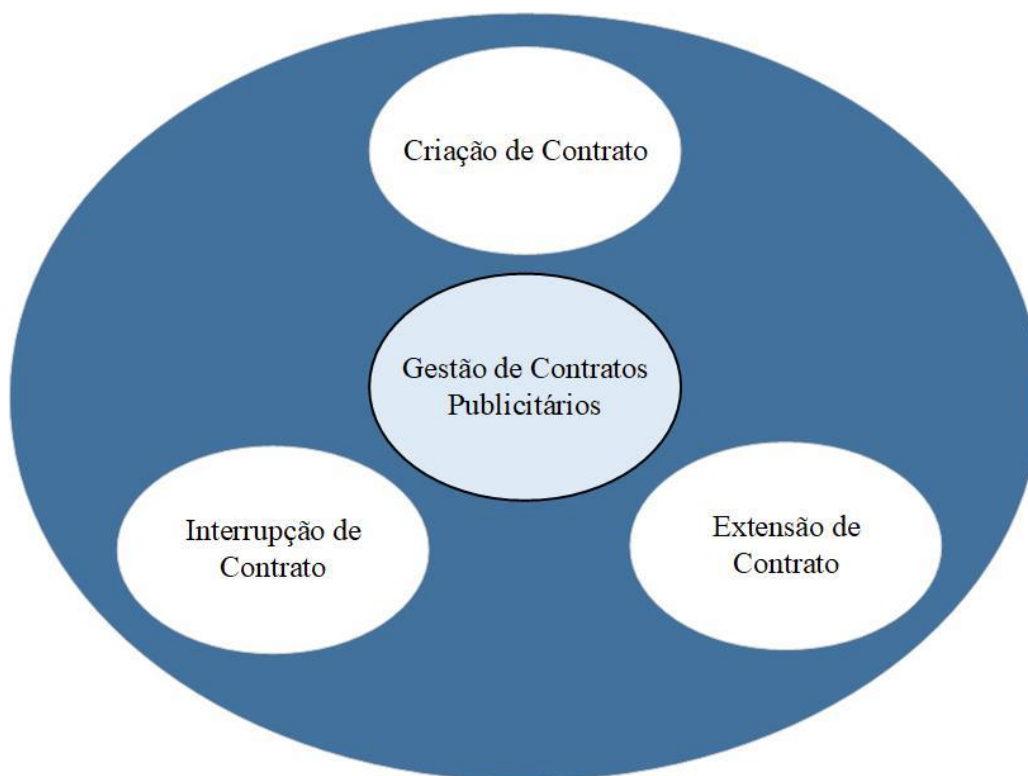 Criação de Contrato
Gestão de Contratos
Publicitários
Interrupção de
Contrato
Extensão de
Contrato